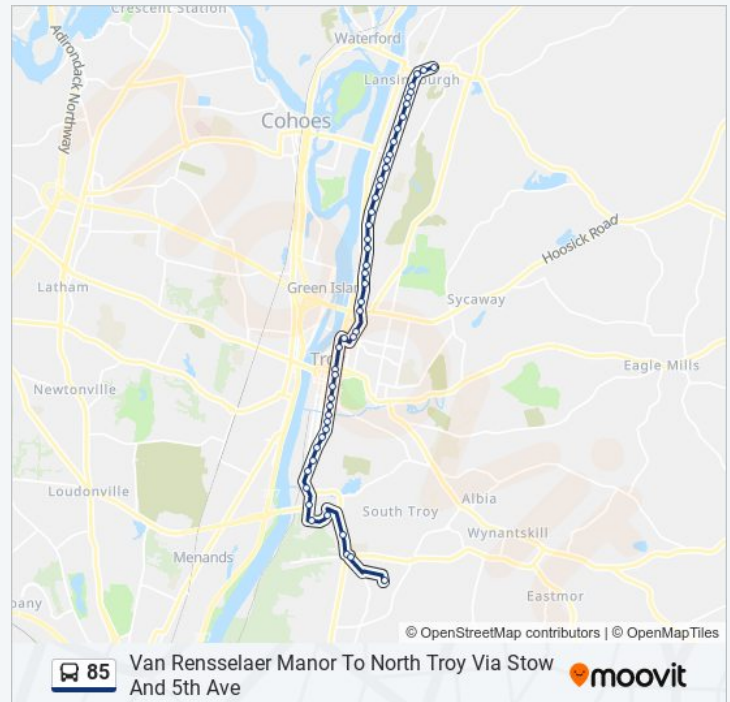 Crescent Station
Adirondack Northway
Waterford
Lansingburgh
Cohoes
Hoosick Road
Latham
Green Islan
Sycaway
Tro
Eagle Mills
Newtonville
Loudonville
Albia
South Troy
Wynantskill
Menands
bany
Eastmor
© OpenStreetMap contributors | © OpenMapTiles
85
Van Rensselaer Manor To North Troy Via Stow
And 5th Ave
moovit